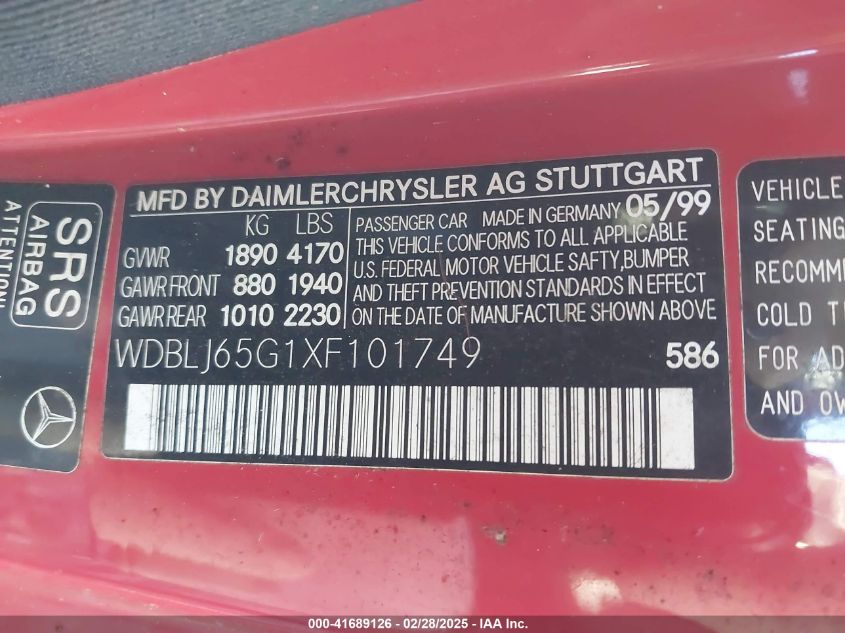 MFD BY DAIMLERCHRYSLER AG STUTTGART
KG LBS
GVWR 1890 4170
GAWR FRONT 880 1940
GAWR REAR 1010 2230
PASSENGER CAR MADE IN GERMANY 05/99
THIS VEHICLE CONFORMS TO ALL APPLICABLE
U.S. FEDERAL MOTOR VEHICLE SAFTY,BUMPER
AND THEFT PREVENTION STANDARDS IN EFFECT
ON THE DATE OF MANUFACTURE SHOWN ABOVE
WDBLJ65G1XF101749
586
SRS
AIRBAG
ATTENTION!
VEHICLE
SEATING
RECOMM
COLD
FOR AD
AND OW
000-41689126 - 02/28/2025 - IAA Inc.